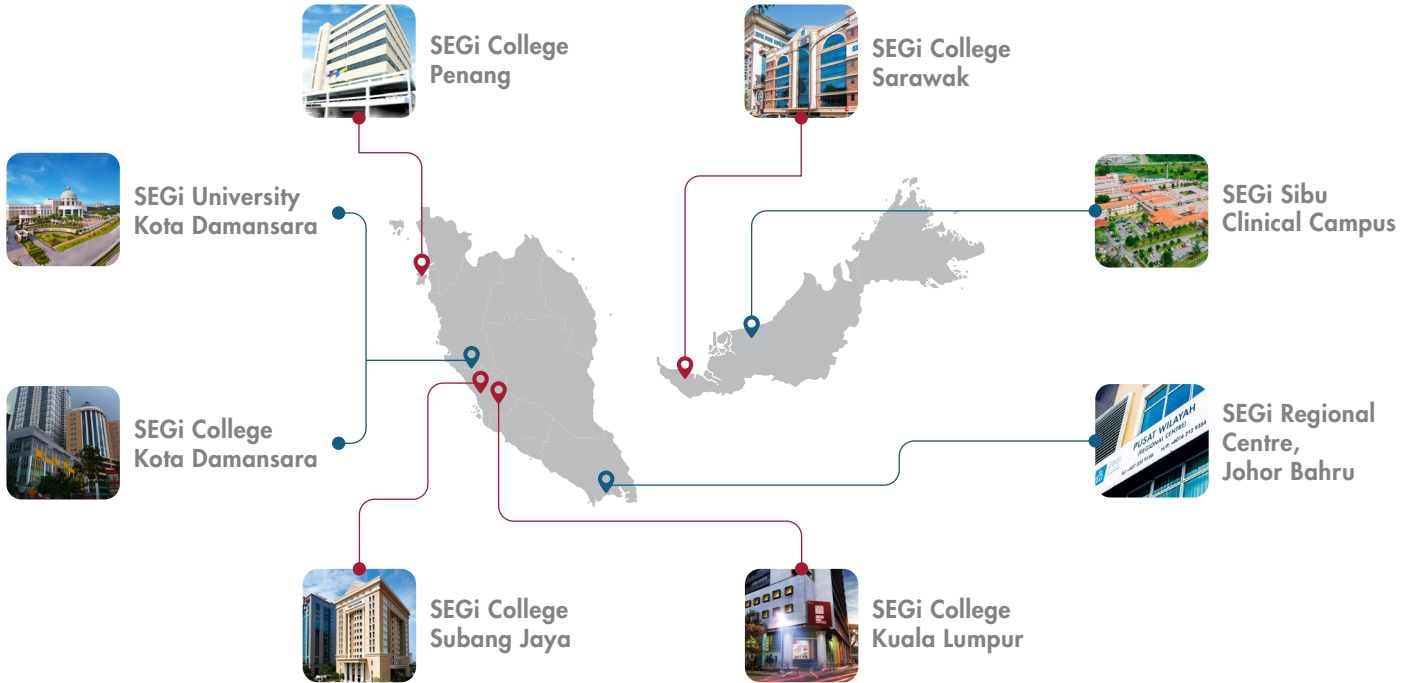 SEGi College
Penang
SEGi College
Sarawak
SEGi University
Kota Damansara
SEGi Sibu
Clinical Campus
SEGi College
Kota Damansara
SEGi Regional
Centre,
Johor Bahru
PUSAT WILAYAH
(REGIONAL CENTRE)
SEGi College
Subang Jaya
SEGi College
Kuala Lumpur